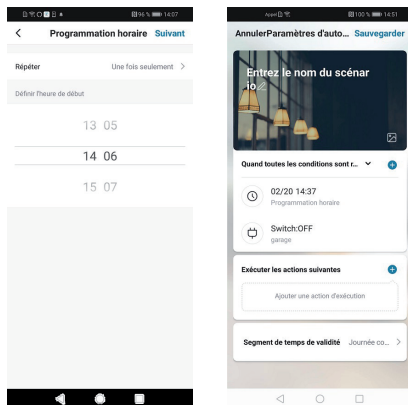 96 % 14:07
Programmation horaire Suivant
Répéter Une fois seulement
Définir l'heure de début
13 05
14 06
15 07
Appel 100 % 14:51
AnnulerParamètres d'auto... Sauvegarder
Entrez le nom du scénar
io
Quand toutes les conditions sont r...
02/20 14:37
Programmation horaire
Switch:OFF
garage
Exécuter les actions suivantes
Ajouter une action d'exécution
Segment de temps de validité Journée co...